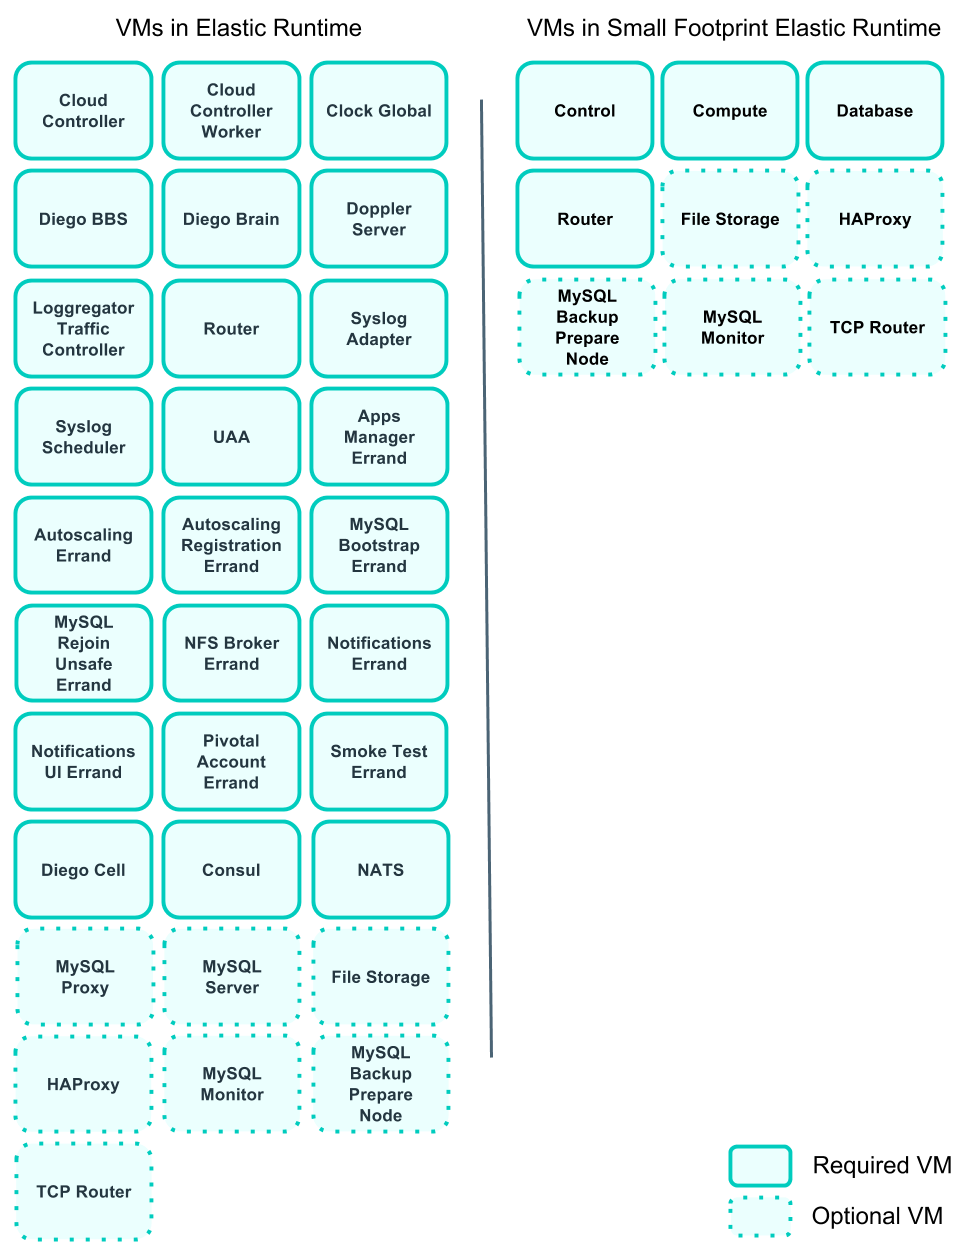 VMs in Elastic Runtime
Cloud
Controller
Cloud
Controller
Worker
Clock Global
Diego BBS
Diego Brain
Doppler
Server
Loggregator
Traffic
Controller
Router
Syslog
Adapter
Syslog
Scheduler
UAA
Apps
Manager
Errand
Autoscaling
Errand
Autoscaling
Registration
Errand
MySQL
Bootstrap
Errand
MySQL
Rejoin
Unsafe
Errand
NFS Broker
Errand
Notifications
Errand
Notifications
UI Errand
Pivotal
Account
Errand
Smoke Test
Errand
Diego Cell
Consul
NATS
MySQL
Proxy
MySQL
Server
File Storage
HAProxy
MySQL
Monitor
MySQL
Backup
Prepare
Node
TCP Router
VMs in Small Footprint Elastic Runtime
Control
Compute
Database
Router
File Storage
HAProxy
MySQL
Backup
Prepare
Node
MySQL
Monitor
TCP Router
Required VM
Optional VM